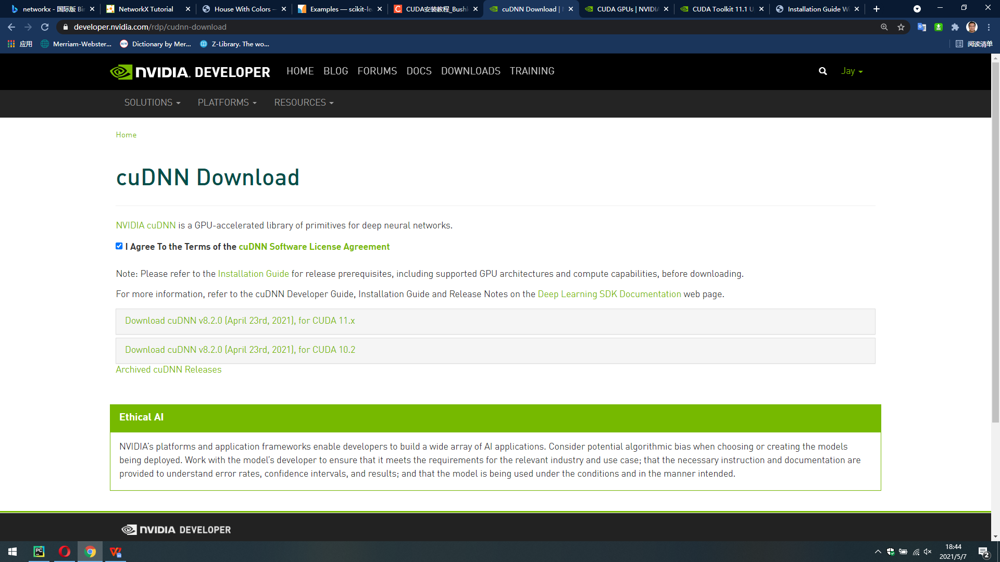 networkx - 国际版 Bi
NetworkX Tutorial
House With Colors —
Examples — scikit-le
CUDA安装教程_Bushl
cuDNN Download |
CUDA GPUs | NVIDIA
CUDA Toolkit 11.1 U
Installation Guide Wi
developer.nvidia.com/rdp/cudnn-download
应用
Merriam-Webster...
Dictionary by Mer...
Z-Library. The wo...
阅读清单
NVIDIA. DEVELOPER
HOME BLOG FORUMS DOCS DOWNLOADS TRAINING
Jay
SOLUTIONS PLATFORMS RESOURCES
Home
cuDNN Download
NVIDIA cuDNN is a GPU-accelerated library of primitives for deep neural networks.
I Agree To the Terms of the cuDNN Software License Agreement
Note: Please refer to the Installation Guide for release prerequisites, including supported GPU architectures and compute capabilities, before downloading.
For more information, refer to the cuDNN Developer Guide, Installation Guide and Release Notes on the Deep Learning SDK Documentation web page.
Download cuDNN v8.2.0 (April 23rd, 2021), for CUDA 11.x
Download cuDNN v8.2.0 (April 23rd, 2021), for CUDA 10.2
Archived cuDNN Releases
Ethical AI
NVIDIA’s platforms and application frameworks enable developers to build a wide array of AI applications. Consider potential algorithmic bias when choosing or creating the models
being deployed. Work with the model’s developer to ensure that it meets the requirements for the relevant industry and use case; that the necessary instruction and documentation are
provided to understand error rates, confidence intervals, and results; and that the model is being used under the conditions and in the manner intended.
NVIDIA DEVELOPER
18:44
2021/5/7
2